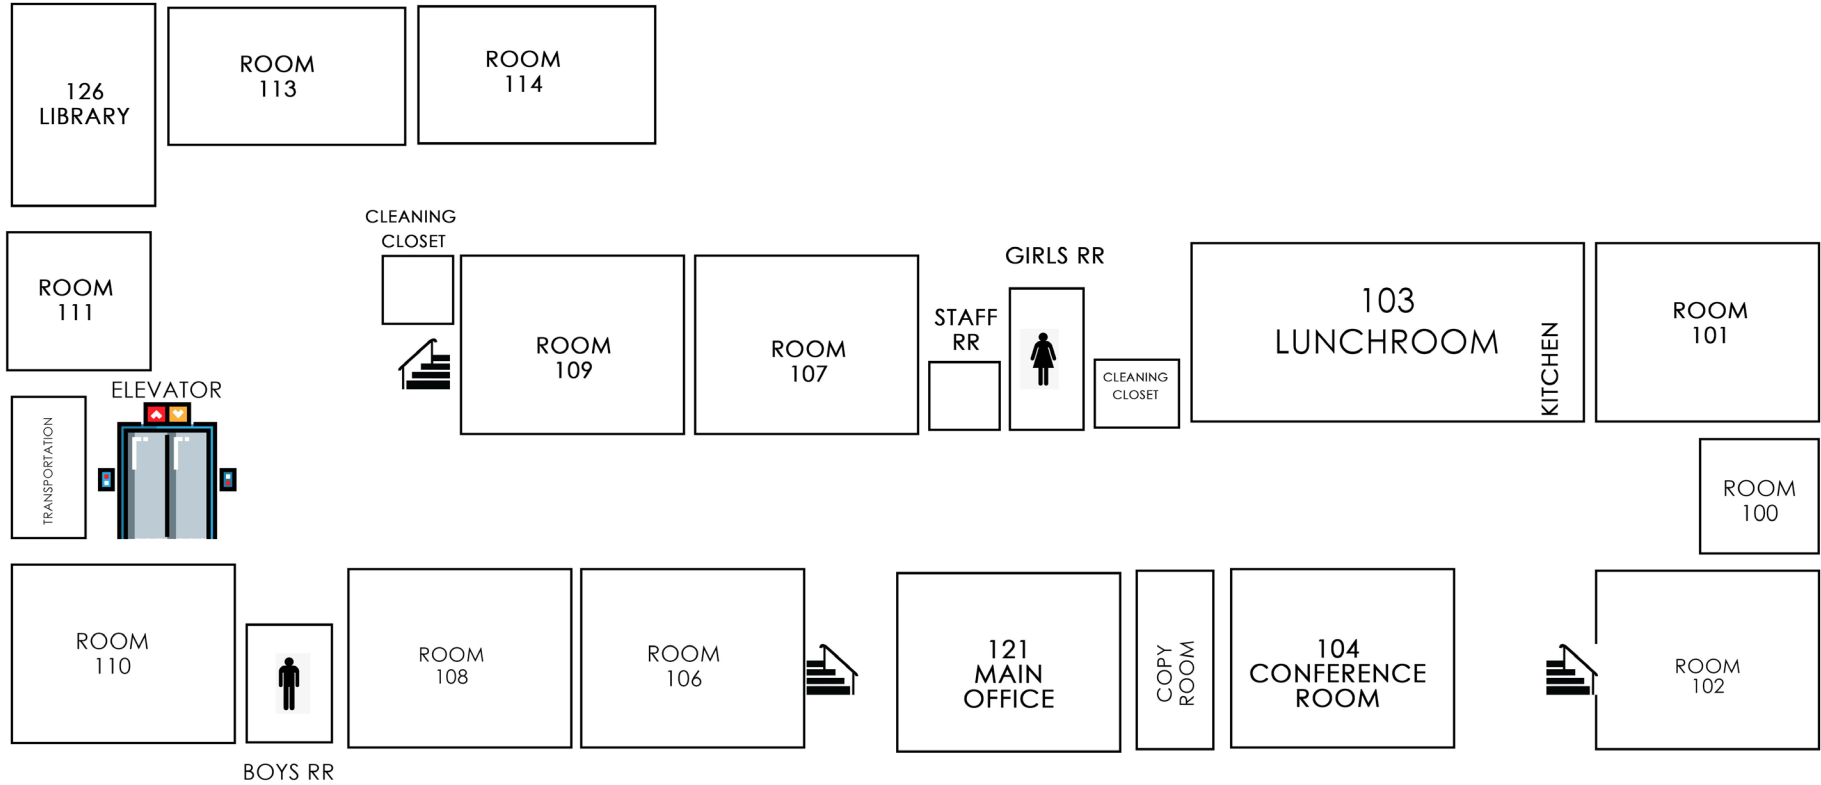 126
LIBRARY
ROOM
113
ROOM
114
ROOM
111
CLEANING
CLOSET
ROOM
109
ROOM
107
STAFF
RR
GIRLS RR
CLEANING
CLOSET
103
LUNCHROOM
KITCHEN
ROOM
101
ELEVATOR
TRANSPORTATION
ROOM
100
ROOM
110
BOYS RR
ROOM
108
ROOM
106
121
MAIN
OFFICE
COPY
ROOM
104
CONFERENCE
ROOM
ROOM
102